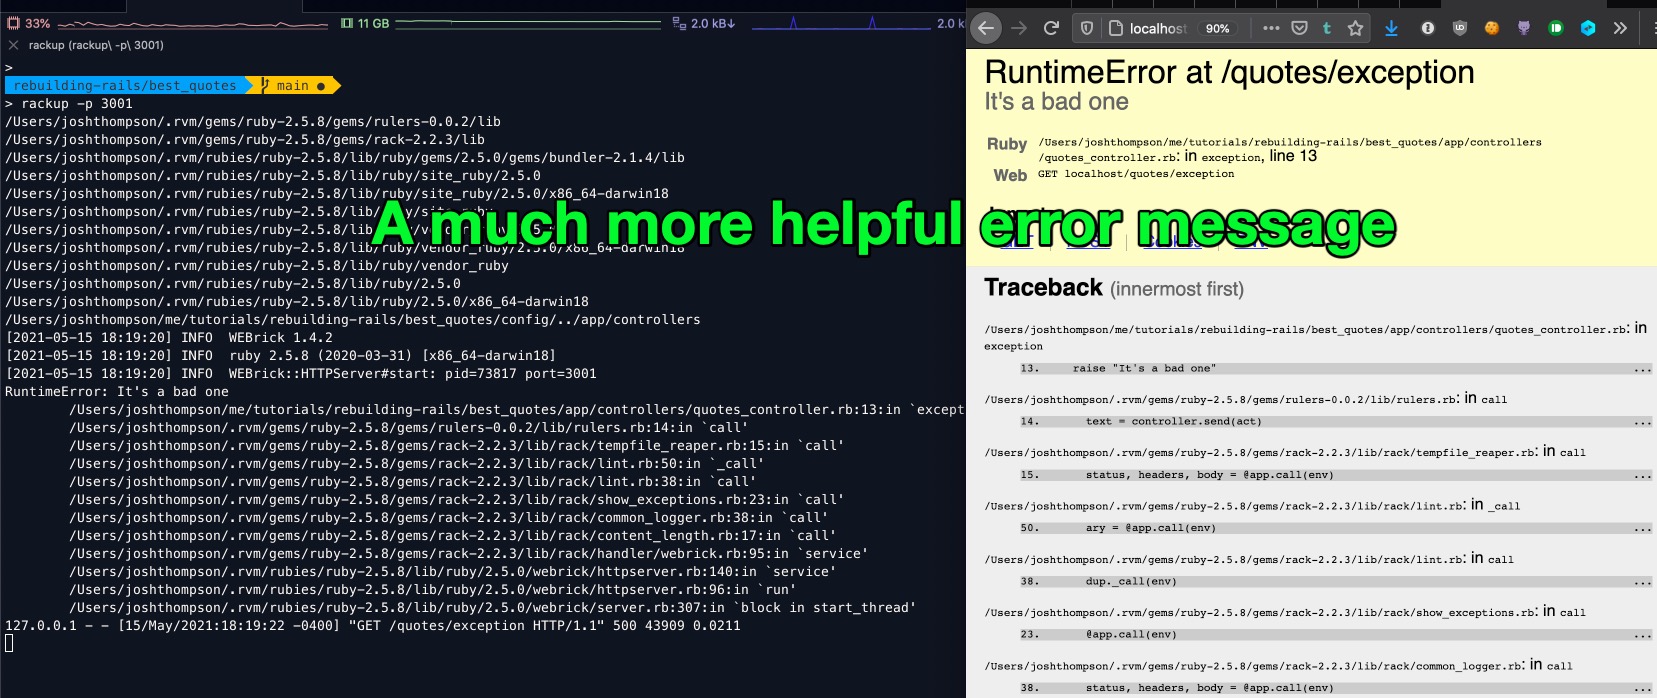 33%
11 GB
2.0 kB↓
2.0 k
rackup (rackup\ -p\ 3001)
>
rebuilding-rails/best_quotes
main ●
> rackup -p 3001
/Users/joshthompson/.rvm/gems/ruby-2.5.8/gems/rulers-0.0.2/lib
/Users/joshthompson/.rvm/gems/ruby-2.5.8/gems/rack-2.2.3/lib
/Users/joshthompson/.rvm/rubies/ruby-2.5.8/lib/ruby/gems/2.5.0/gems/bundler-2.1.4/lib
/Users/joshthompson/.rvm/rubies/ruby-2.5.8/lib/ruby/site_ruby/2.5.0
/Users/joshthompson/.rvm/rubies/ruby-2.5.8/lib/ruby/site_ruby/2.5.0/x86_64-darwin18
/Users/joshthompson/.rvm/rubies/ruby-2.5.8/lib/ruby/site_ruby
/Users/joshthompson/.rvm/rubies/ruby-2.5.8/lib/
/Users/joshthompson/.rvm/rubies/ruby-2.5.8/lib/ruby/vendor_ruby/2.5.0/x86_64-darwin18
/Users/joshthompson/.rvm/rubies/ruby-2.5.8/lib/ruby/vendor_ruby
/Users/joshthompson/.rvm/rubies/ruby-2.5.8/lib/ruby/2.5.0
/Users/joshthompson/.rvm/rubies/ruby-2.5.8/lib/ruby/2.5.0/x86_64-darwin18
/Users/joshthompson/me/tutorials/rebuilding-rails/best_quotes/config/../app/controllers
[2021-05-15 18:19:20] INFO  WEBrick 1.4.2
[2021-05-15 18:19:20] INFO  ruby 2.5.8 (2020-03-31) [x86_64-darwin18]
[2021-05-15 18:19:20] INFO  WEBrick::HTTPServer#start: pid=73817 port=3001
RuntimeError: It's a bad one
/Users/joshthompson/me/tutorials/rebuilding-rails/best_quotes/app/controllers/quotes_controller.rb:13:in `except
/Users/joshthompson/.rvm/gems/ruby-2.5.8/gems/rulers-0.0.2/lib/rulers.rb:14:in `call'
/Users/joshthompson/.rvm/gems/ruby-2.5.8/gems/rack-2.2.3/lib/rack/tempfile_reaper.rb:15:in `call'
/Users/joshthompson/.rvm/gems/ruby-2.5.8/gems/rack-2.2.3/lib/rack/lint.rb:50:in `_call'
/Users/joshthompson/.rvm/gems/ruby-2.5.8/gems/rack-2.2.3/lib/rack/lint.rb:38:in `call'
/Users/joshthompson/.rvm/gems/ruby-2.5.8/gems/rack-2.2.3/lib/rack/show_exceptions.rb:23:in `call'
/Users/joshthompson/.rvm/gems/ruby-2.5.8/gems/rack-2.2.3/lib/rack/common_logger.rb:38:in `call'
/Users/joshthompson/.rvm/gems/ruby-2.5.8/gems/rack-2.2.3/lib/rack/content_length.rb:17:in `call'
/Users/joshthompson/.rvm/gems/ruby-2.5.8/gems/rack-2.2.3/lib/rack/handler/webrick.rb:95:in `service'
/Users/joshthompson/.rvm/rubies/ruby-2.5.8/lib/ruby/2.5.0/webrick/httpserver.rb:140:in `service'
/Users/joshthompson/.rvm/rubies/ruby-2.5.8/lib/ruby/2.5.0/webrick/httpserver.rb:96:in `run'
/Users/joshthompson/.rvm/rubies/ruby-2.5.8/lib/ruby/2.5.0/webrick/server.rb:307:in `block in start_thread'
127.0.0.1 - - [15/May/2021:18:19:22 -0400] "GET /quotes/exception HTTP/1.1" 500 43909 0.0211
A much more helpful error message
localhost
90%
RuntimeError at /quotes/exception
It's a bad one
Ruby /Users/joshthompson/me/tutorials/rebuilding-rails/best_quotes/app/controllers
/quotes_controller.rb: in exception, line 13
Web GET localhost/quotes/exception
Traceback (innermost first)
/Users/joshthompson/me/tutorials/rebuilding-rails/best_quotes/app/controllers/quotes_controller.rb: in
exception
13. raise "It's a bad one" ...
/Users/joshthompson/.rvm/gems/ruby-2.5.8/gems/rulers-0.0.2/lib/rulers.rb: in call
14. text = controller.send(act) ...
/Users/joshthompson/.rvm/gems/ruby-2.5.8/gems/rack-2.2.3/lib/rack/tempfile_reaper.rb: in call
15. status, headers, body = @app.call(env) ...
/Users/joshthompson/.rvm/gems/ruby-2.5.8/gems/rack-2.2.3/lib/rack/lint.rb: in _call
50. ary = @app.call(env) ...
/Users/joshthompson/.rvm/gems/ruby-2.5.8/gems/rack-2.2.3/lib/rack/lint.rb: in call
38. dup._call(env) ...
/Users/joshthompson/.rvm/gems/ruby-2.5.8/gems/rack-2.2.3/lib/rack/show_exceptions.rb: in call
23. @app.call(env) ...
/Users/joshthompson/.rvm/gems/ruby-2.5.8/gems/rack-2.2.3/lib/rack/common_logger.rb: in call
38. status, headers, body = @app.call(env) ...